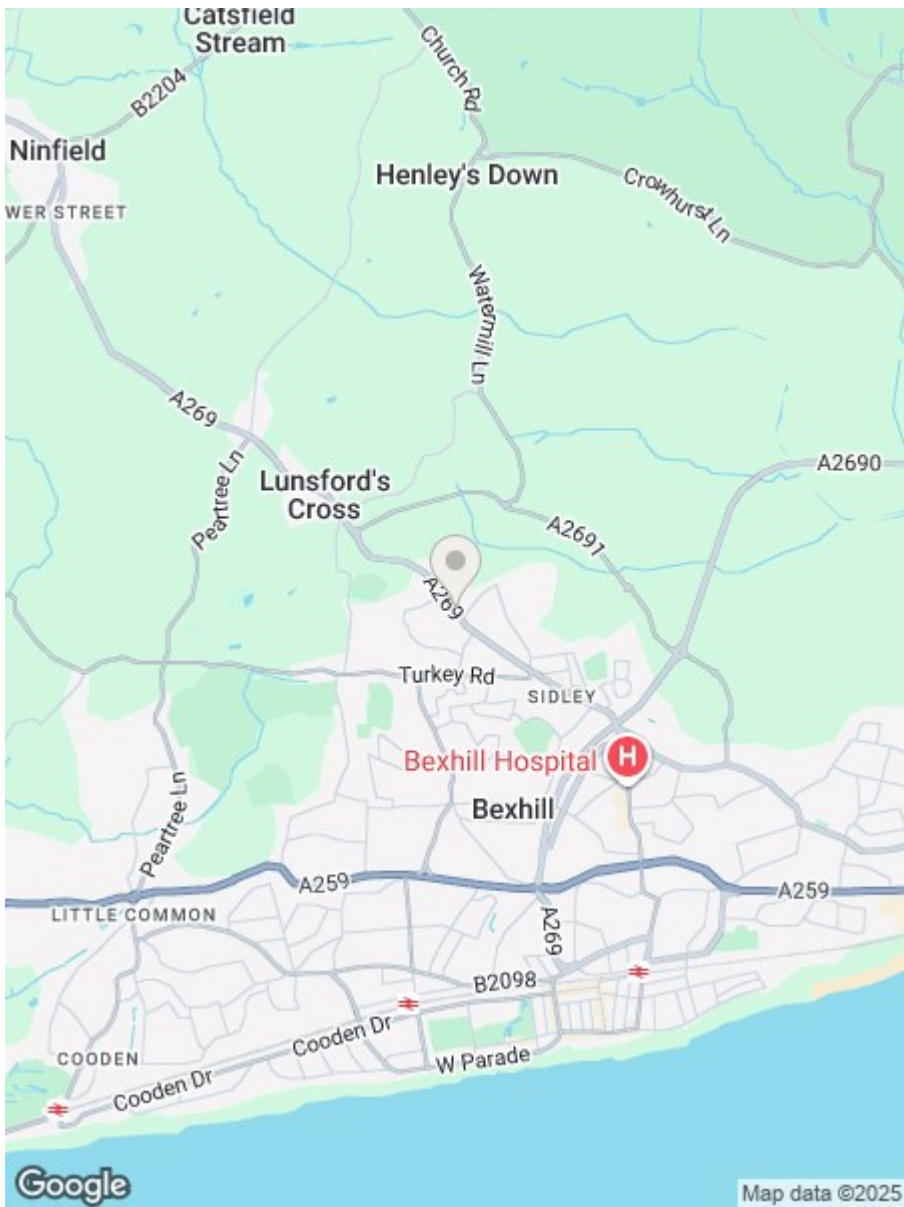 Catsfield
Stream
Church Rd
B2204
Ninfield
Henley's Down
Crowhurst Ln
WER STREET
Watermill Ln
A269
A2690
Lunsford's
Cross
Peartree Ln
A2691
A269
Turkey Rd
SIDLEY
Bexhill Hospital
H
Bexhill
Peartree Ln
A259
A259
LITTLE COMMON
A269
B2098
Cooden Dr
W Parade
COODEN
Cooden Dr
Google
Map data ©2025